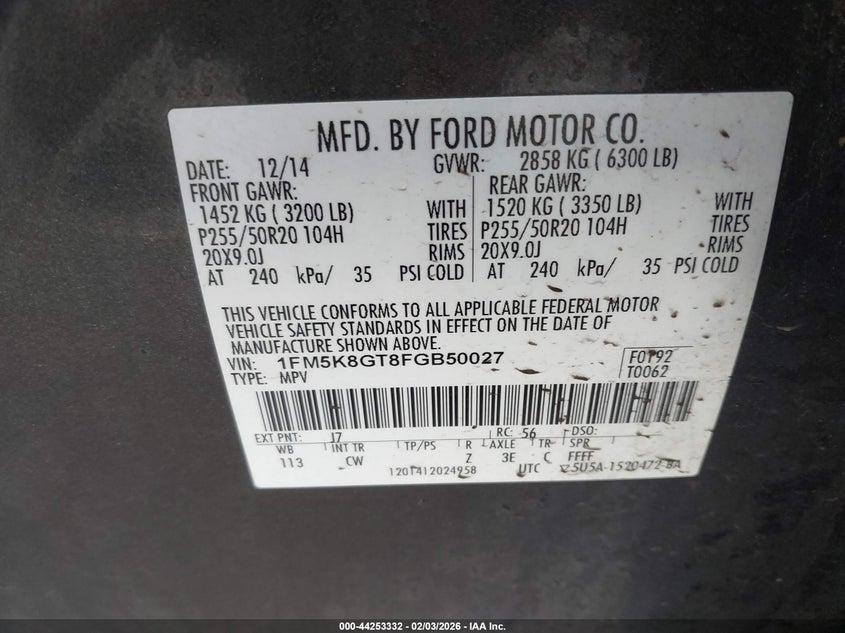 MFD. BY FORD MOTOR CO.
DATE: 12/14 GVWR: 2858 KG ( 6300 LB)
FRONT GAWR: REAR GAWR:
1452 KG ( 3200 LB) WITH 1520 KG ( 3350 LB) WITH
P255/50R20 104H TIRES P255/50R20 104H TIRES
20X9.0J RIMS 20X9.0J RIMS
AT 240 kPa/ 35 PSI COLD AT 240 kPa/ 35 PSI COLD
THIS VEHICLE CONFORMS TO ALL APPLICABLE FEDERAL MOTOR
VEHICLE SAFETY STANDARDS IN EFFECT ON THE DATE OF
MANUFACTURE SHOWN ABOVE.
VIN: 1FM5K8GT8FGB50027 F0192
TYPE: MPV T0062
EXT PNT: J7 RC: 56 DSO:
WB INT TR TP/PS R AXLE TR SPR
113 CW Z 3E C FFFF
1201412024958 UTC
000-44253332 - 02/03/2026 - IAA Inc.